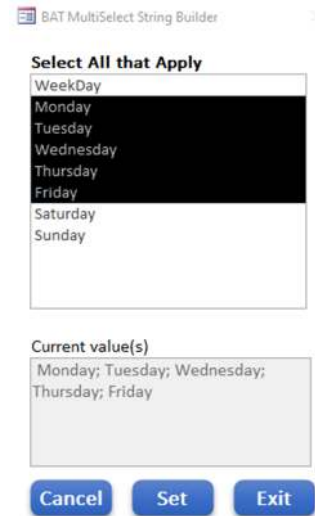 BAT MultiSelect String Builder
Select All that Apply
WeekDay
Monday
Tuesday
Wednesday
Thursday
Friday
Saturday
Sunday
Current value(s)
Monday; Tuesday; Wednesday;
Thursday; Friday
Cancel Set Exit